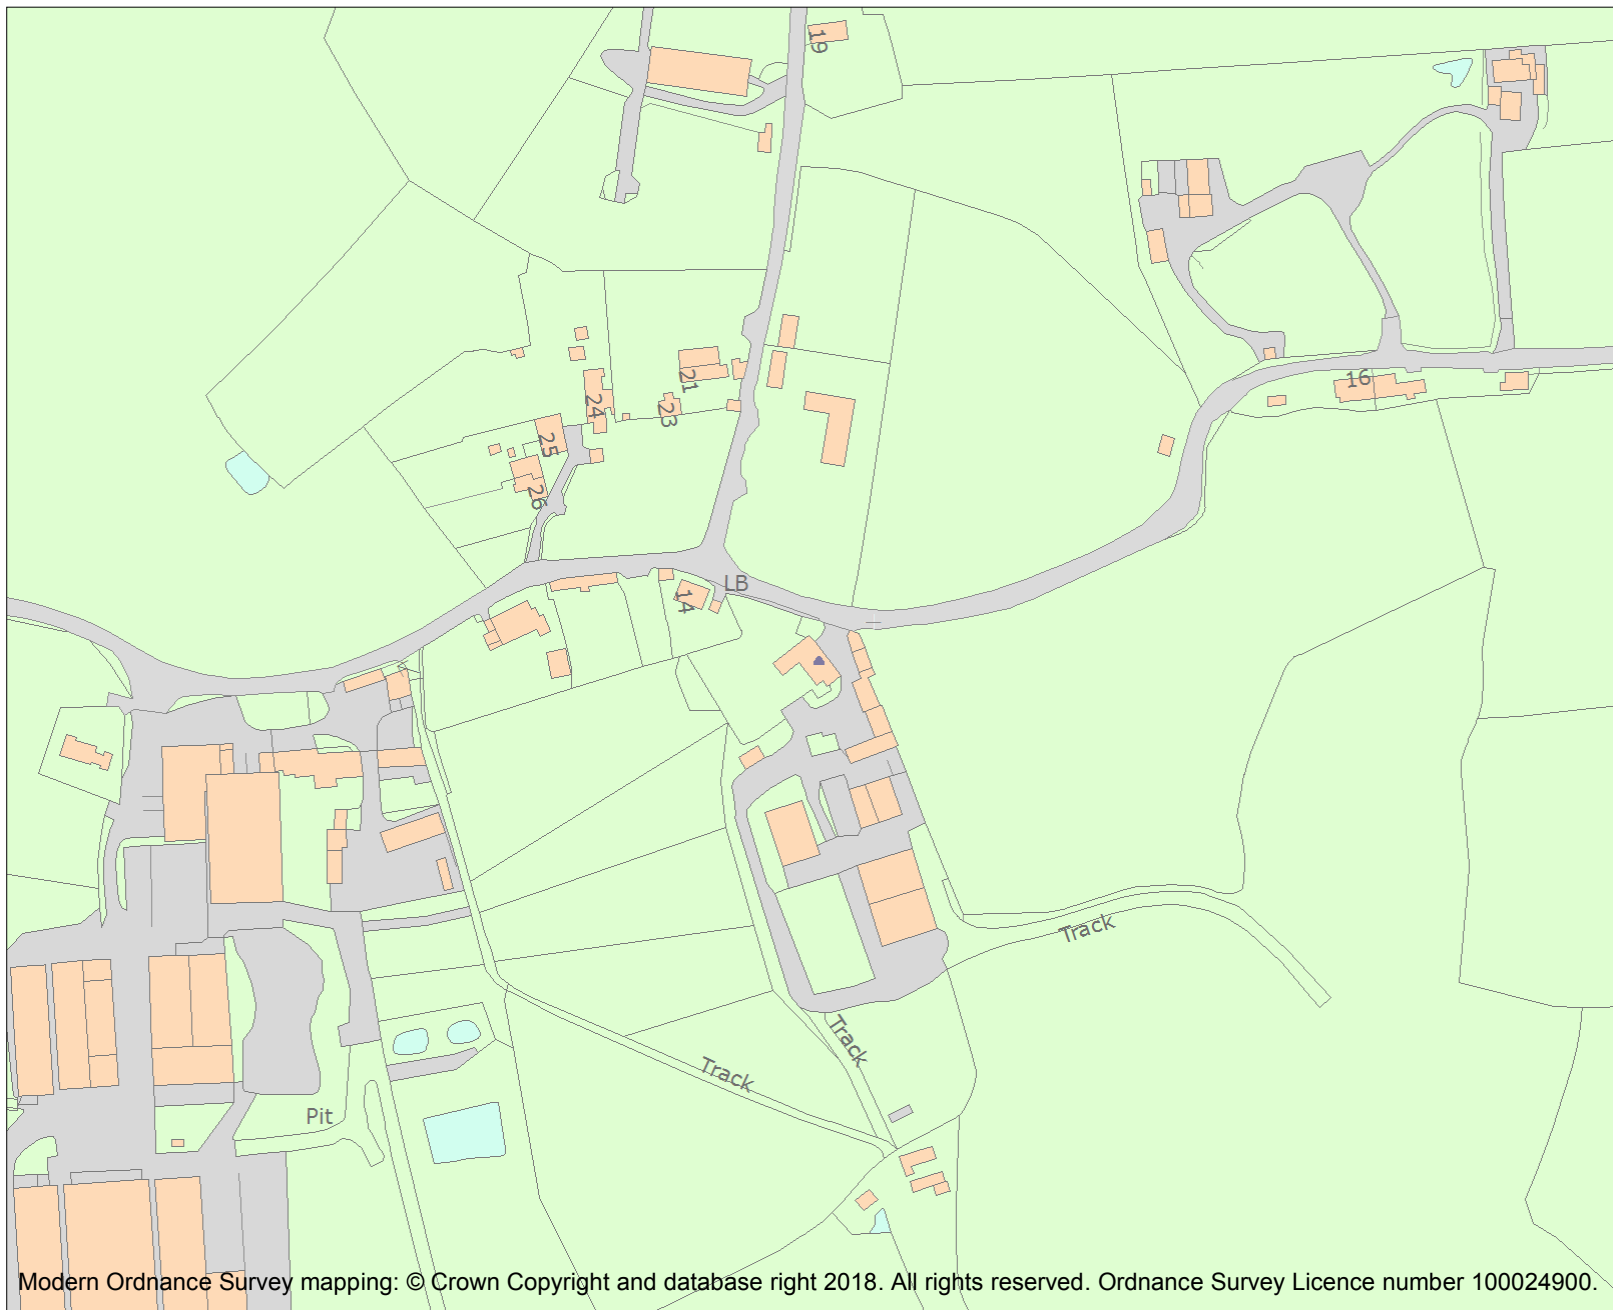 19
16
21
24
23
25
26
LB
14
Track
Track
Track
Pit
Modern Ordnance Survey mapping: © Crown Copyright and database right 2018. All rights reserved. Ordnance Survey Licence number 100024900.